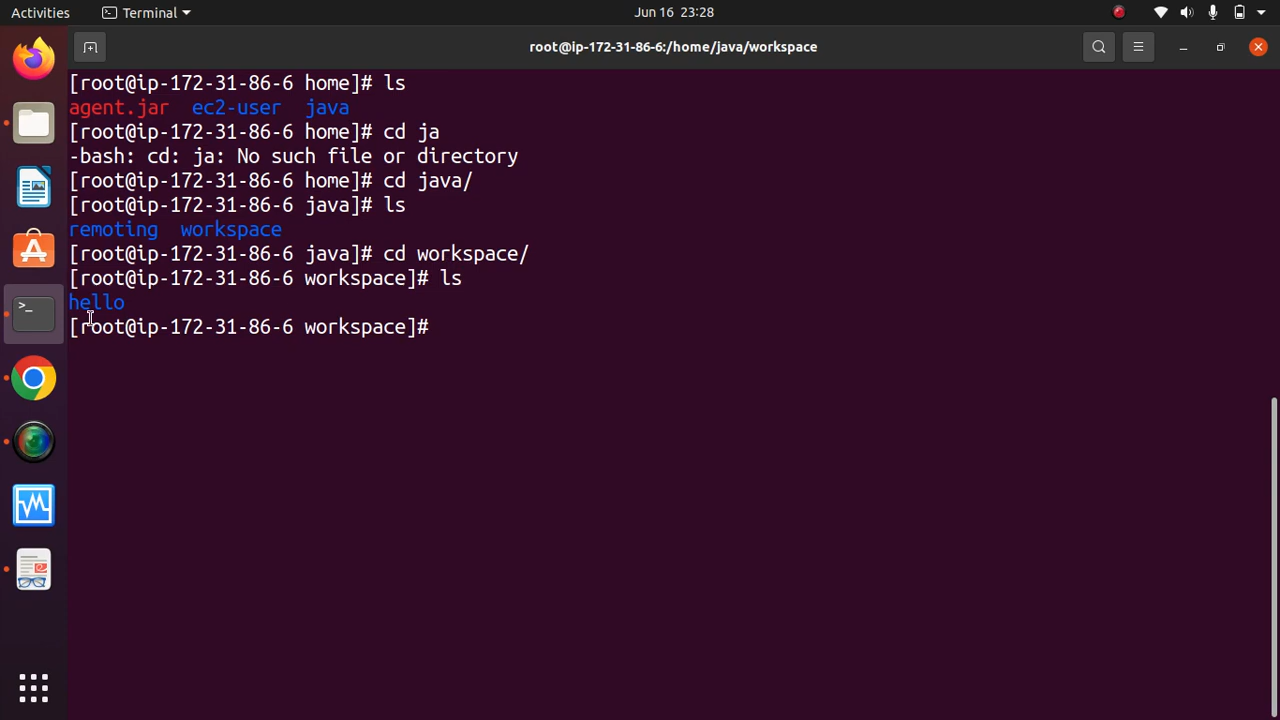 Activities
Terminal
Jun 16 23:28
root@ip-172-31-86-6:/home/java/workspace
[root@ip-172-31-86-6 home]# ls
agent.jar  ec2-user  java
[root@ip-172-31-86-6 home]# cd ja
-bash: cd: ja: No such file or directory
[root@ip-172-31-86-6 home]# cd java/
[root@ip-172-31-86-6 java]# ls
remoting  workspace
[root@ip-172-31-86-6 java]# cd workspace/
[root@ip-172-31-86-6 workspace]# ls
hello
[root@ip-172-31-86-6 workspace]#